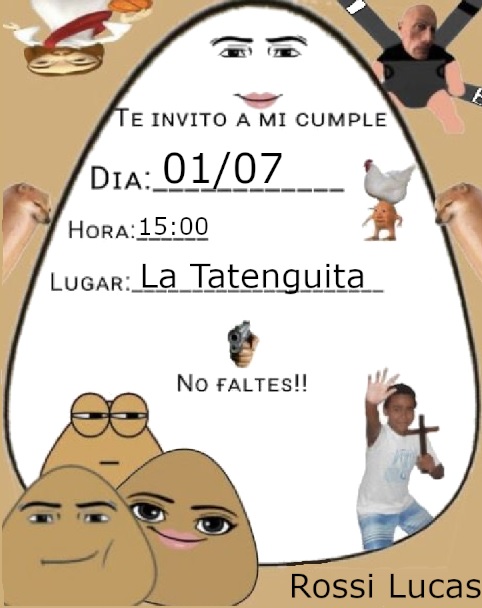 TE INVITO A MI CUMPLE
DIA: 01/07
HORA: 15:00
LUGAR: La Tatenguita
NO FALTES!!
Rossi Lucas